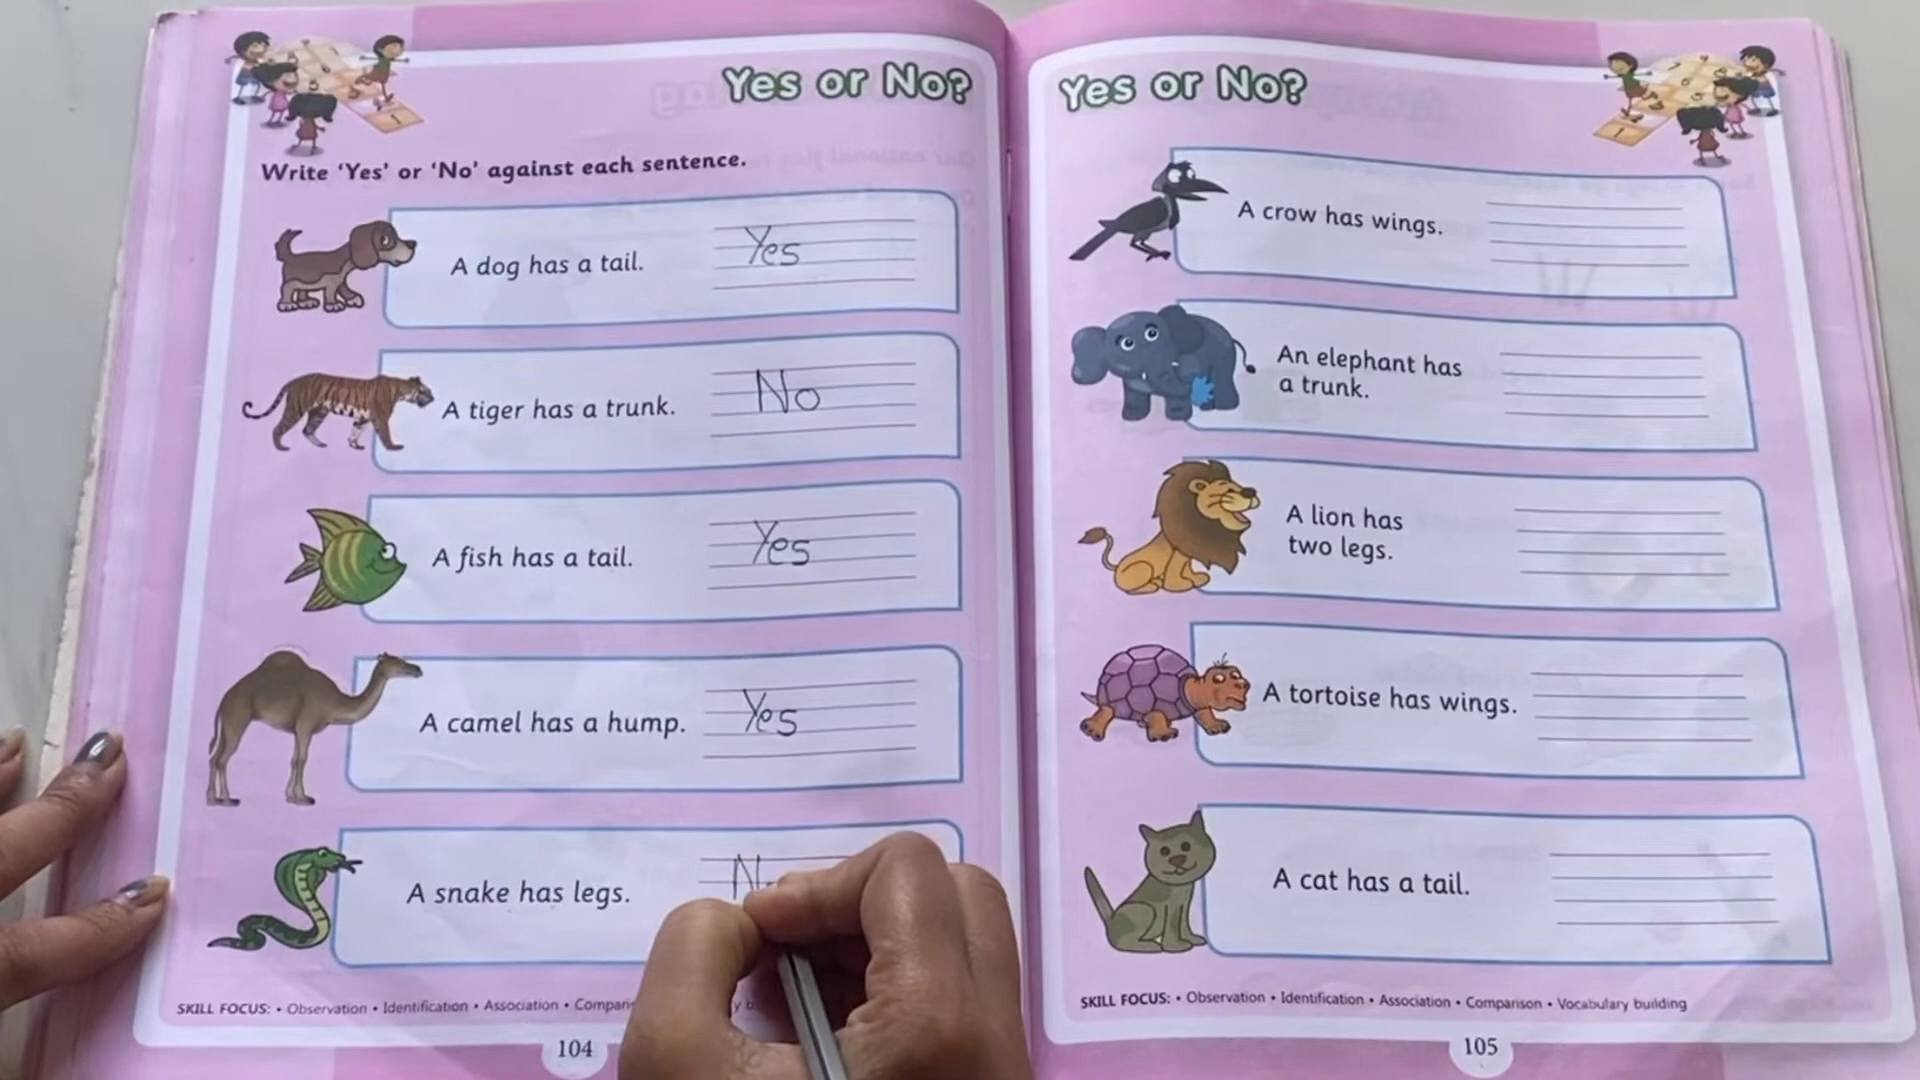 Yes or No?
Write 'Yes' or 'No' against each sentence.
A dog has a tail. Yes
A tiger has a trunk. No
A fish has a tail. Yes
A camel has a hump. Yes
A snake has legs. N
SKILL FOCUS: • Observation • Identification • Association
104
Yes or No?
A crow has wings.
An elephant has
a trunk.
A lion has
two legs.
A tortoise has wings.
A cat has a tail.
SKILL FOCUS: • Observation • Identification • Association • Comparison • Vocabulary building
105